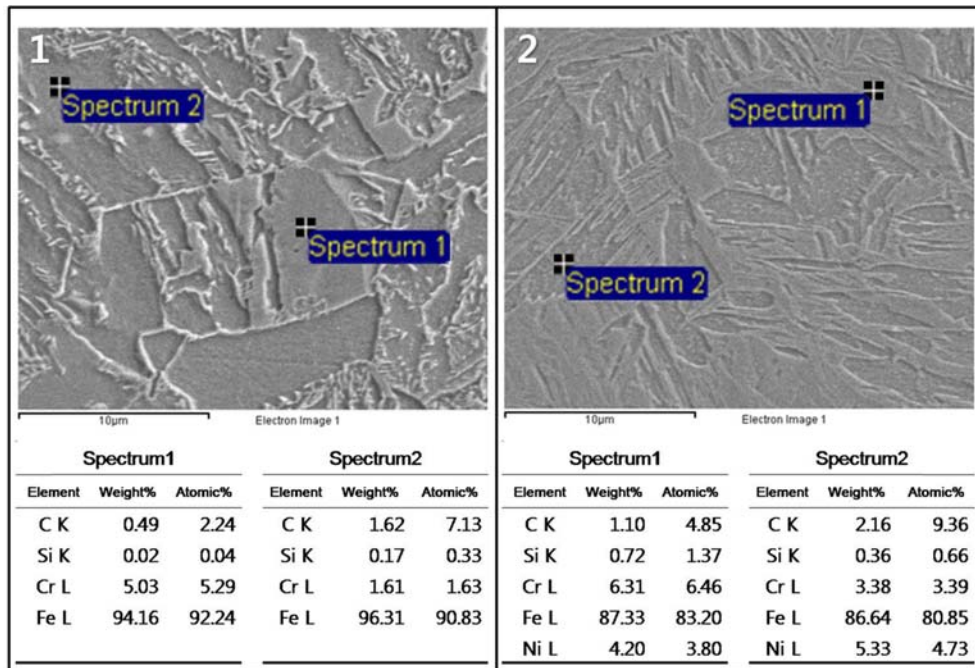 1
Spectrum 2
Spectrum 1
10µm Electron Image 1
2
Spectrum 1
Spectrum 2
10µm Electron Image 1
Spectrum1
Element Weight% Atomic%
C K 0.49 2.24
Si K 0.02 0.04
Cr L 5.03 5.29
Fe L 94.16 92.24
Spectrum2
Element Weight% Atomic%
C K 1.62 7.13
Si K 0.17 0.33
Cr L 1.61 1.63
Fe L 96.31 90.83
Spectrum1
Element Weight% Atomic%
C K 1.10 4.85
Si K 0.72 1.37
Cr L 6.31 6.46
Fe L 87.33 83.20
Ni L 4.20 3.80
Spectrum2
Element Weight% Atomic%
C K 2.16 9.36
Si K 0.36 0.66
Cr L 3.38 3.39
Fe L 86.64 80.85
Ni L 5.33 4.73